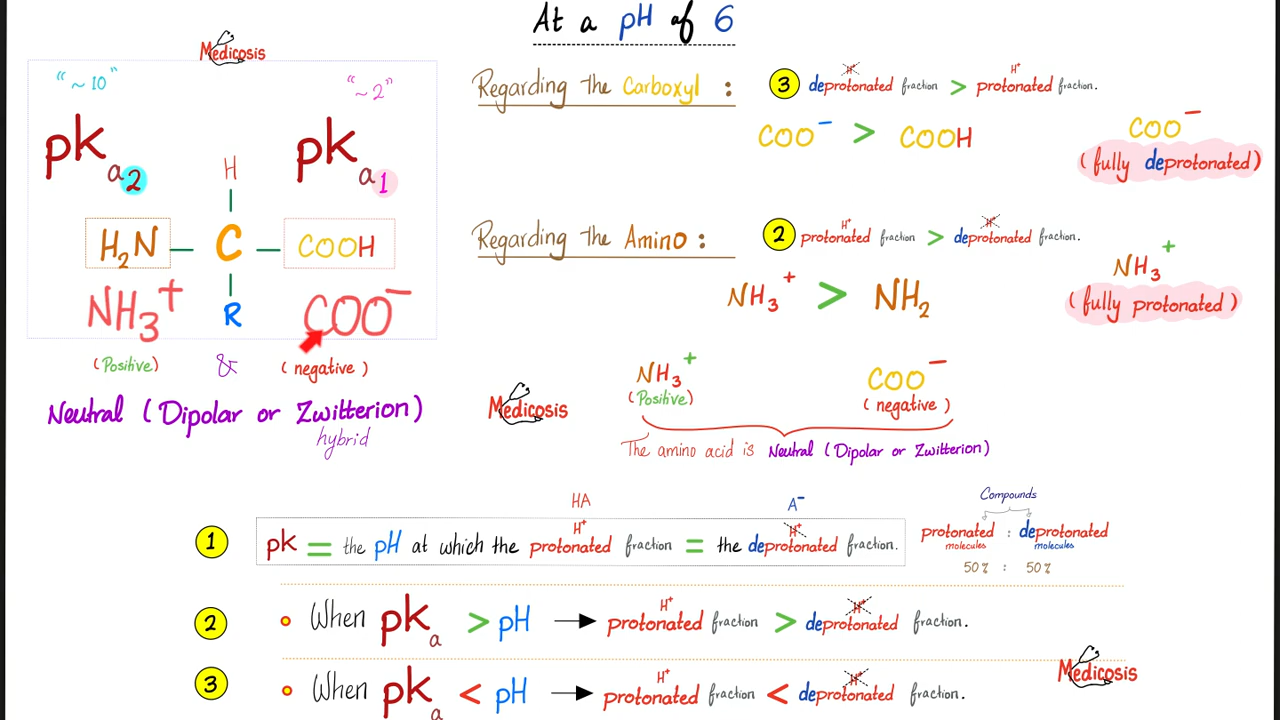 At a pH of 6
Medicosis
"~10"
"~2"
pKa2
pKa1
H
H2N — C — COOH
NH3+
R
COO−
(Positive) & (negative)
Neutral (Dipolar or Zwitterion)
hybrid
Regarding the Carboxyl :
3 H+ H+
deprotonated fraction > protonated fraction.
COO− > COOH
COO−
(fully deprotonated)
Regarding the Amino :
2 H+ H+
protonated fraction > deprotonated fraction.
NH3+ > NH2
NH3+
(fully protonated)
Medicosis
NH3+
(Positive)
COO−
(negative)
The amino acid is Neutral (Dipolar or Zwitterion)
HA A−
H+ H+
1 pk = the pH at which the protonated fraction = the deprotonated fraction.
Compounds
protonated : deprotonated
molecules molecules
50% : 50%
H+ H+
2 • When pka > pH → protonated fraction > deprotonated fraction.
H+ H+
3 • When pka < pH → protonated fraction < deprotonated fraction.
Medicosis